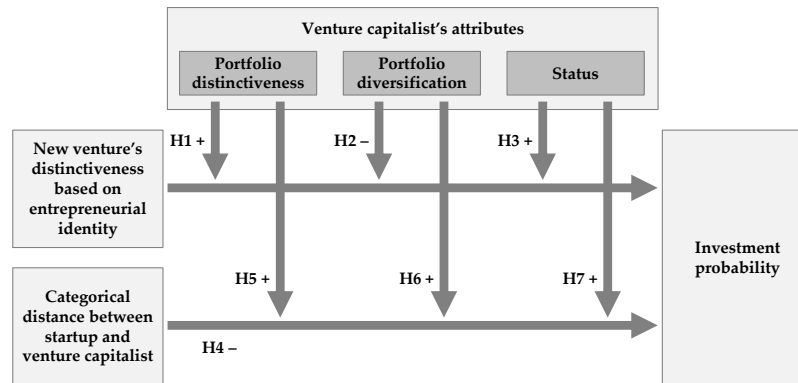 Venture capitalist's attributes
Portfolio
distinctiveness
Portfolio
diversification
Status
H1 +
H2 –
H3 +
New venture's
distinctiveness
based on
entrepreneurial
identity
Investment
probability
H5 +
H6 +
H7 +
Categorical
distance between
startup and
venture capitalist
H4 –